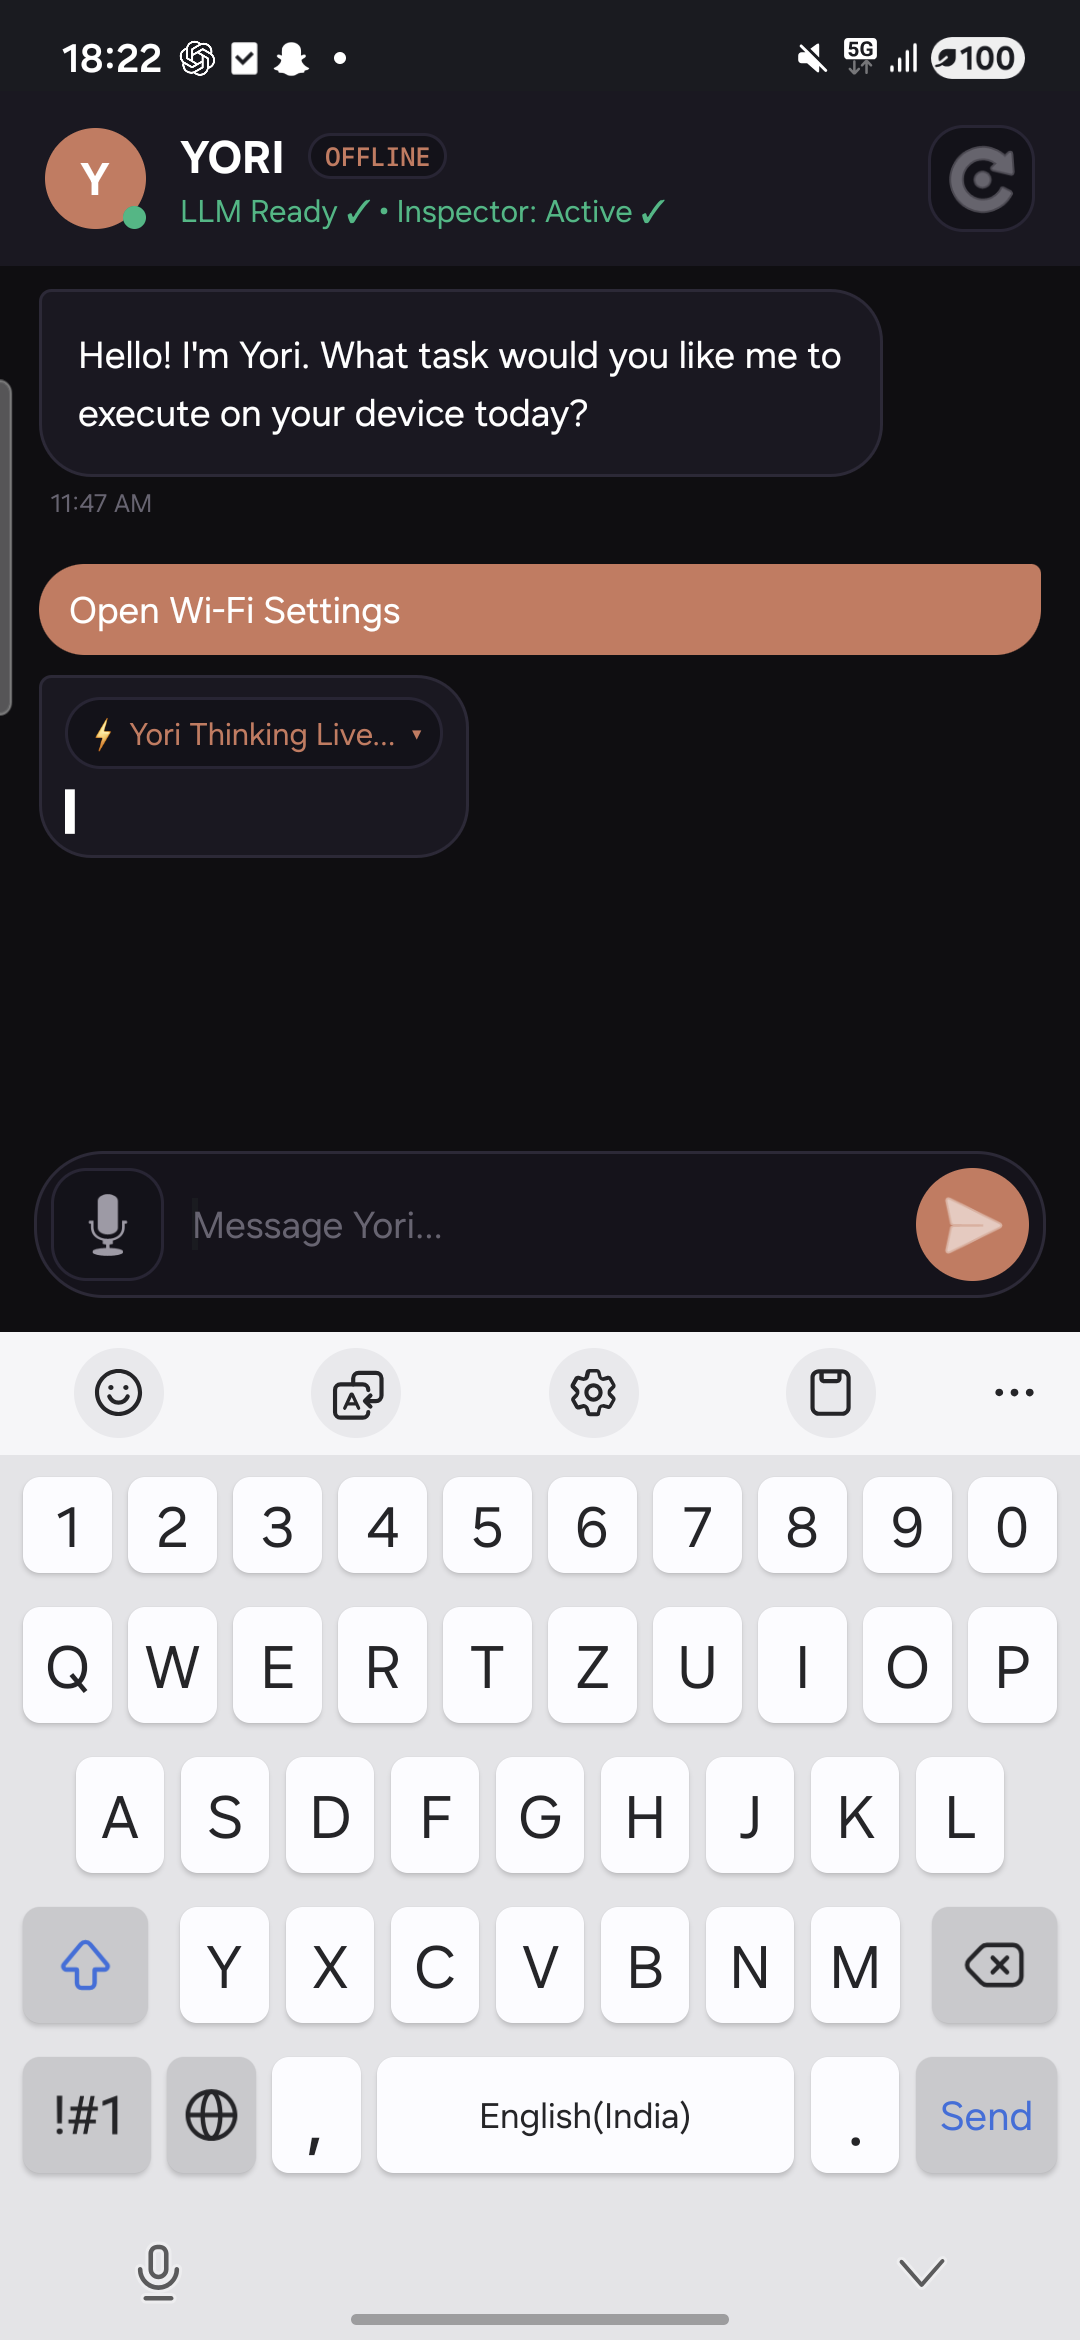 18:22
5G
100
Y
YORI OFFLINE
LLM Ready ✓ • Inspector: Active ✓
Hello! I'm Yori. What task would you like me to
execute on your device today?
11:47 AM
Open Wi-Fi Settings
⚡ Yori Thinking Live... ▾
Message Yori...
A
1 2 3 4 5 6 7 8 9 0
Q W E R T Z U I O P
A S D F G H J K L
Y X C V B N M
!#1 , English(India) . Send